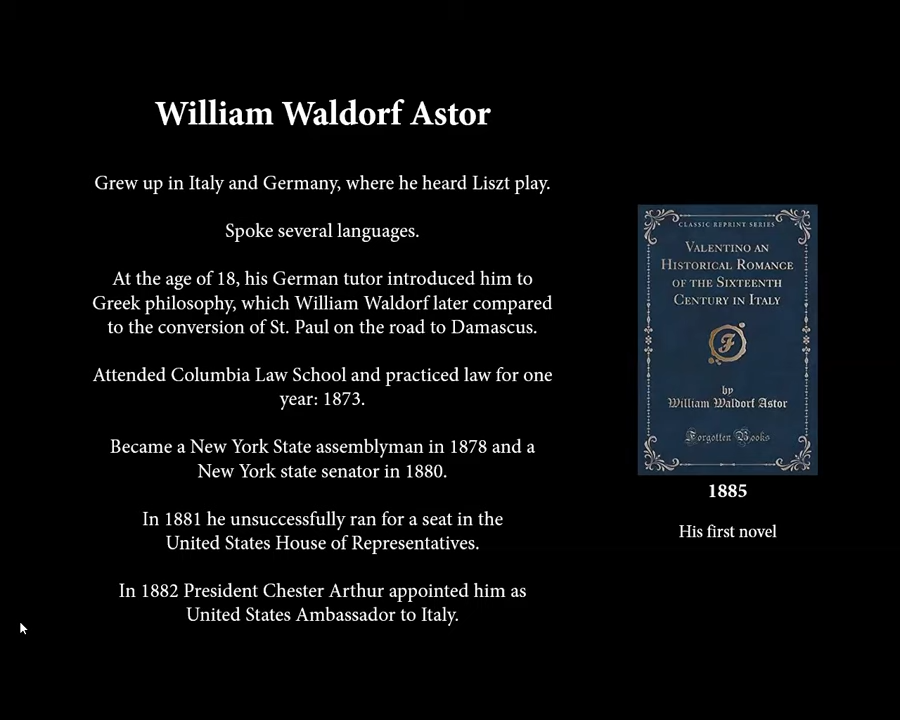 William Waldorf Astor
Grew up in Italy and Germany, where he heard Liszt play.
Spoke several languages.
At the age of 18, his German tutor introduced him to
Greek philosophy, which William Waldorf later compared
to the conversion of St. Paul on the road to Damascus.
Attended Columbia Law School and practiced law for one
year: 1873.
Became a New York State assemblyman in 1878 and a
New York state senator in 1880.
In 1881 he unsuccessfully ran for a seat in the
United States House of Representatives.
In 1882 President Chester Arthur appointed him as
United States Ambassador to Italy.
CLASSIC REPRINT SERIES
VALENTINO AN
HISTORICAL ROMANCE
OF THE SIXTEENTH
CENTURY IN ITALY
F
by
William Waldorf Astor
Forgotten Books
1885
His first novel